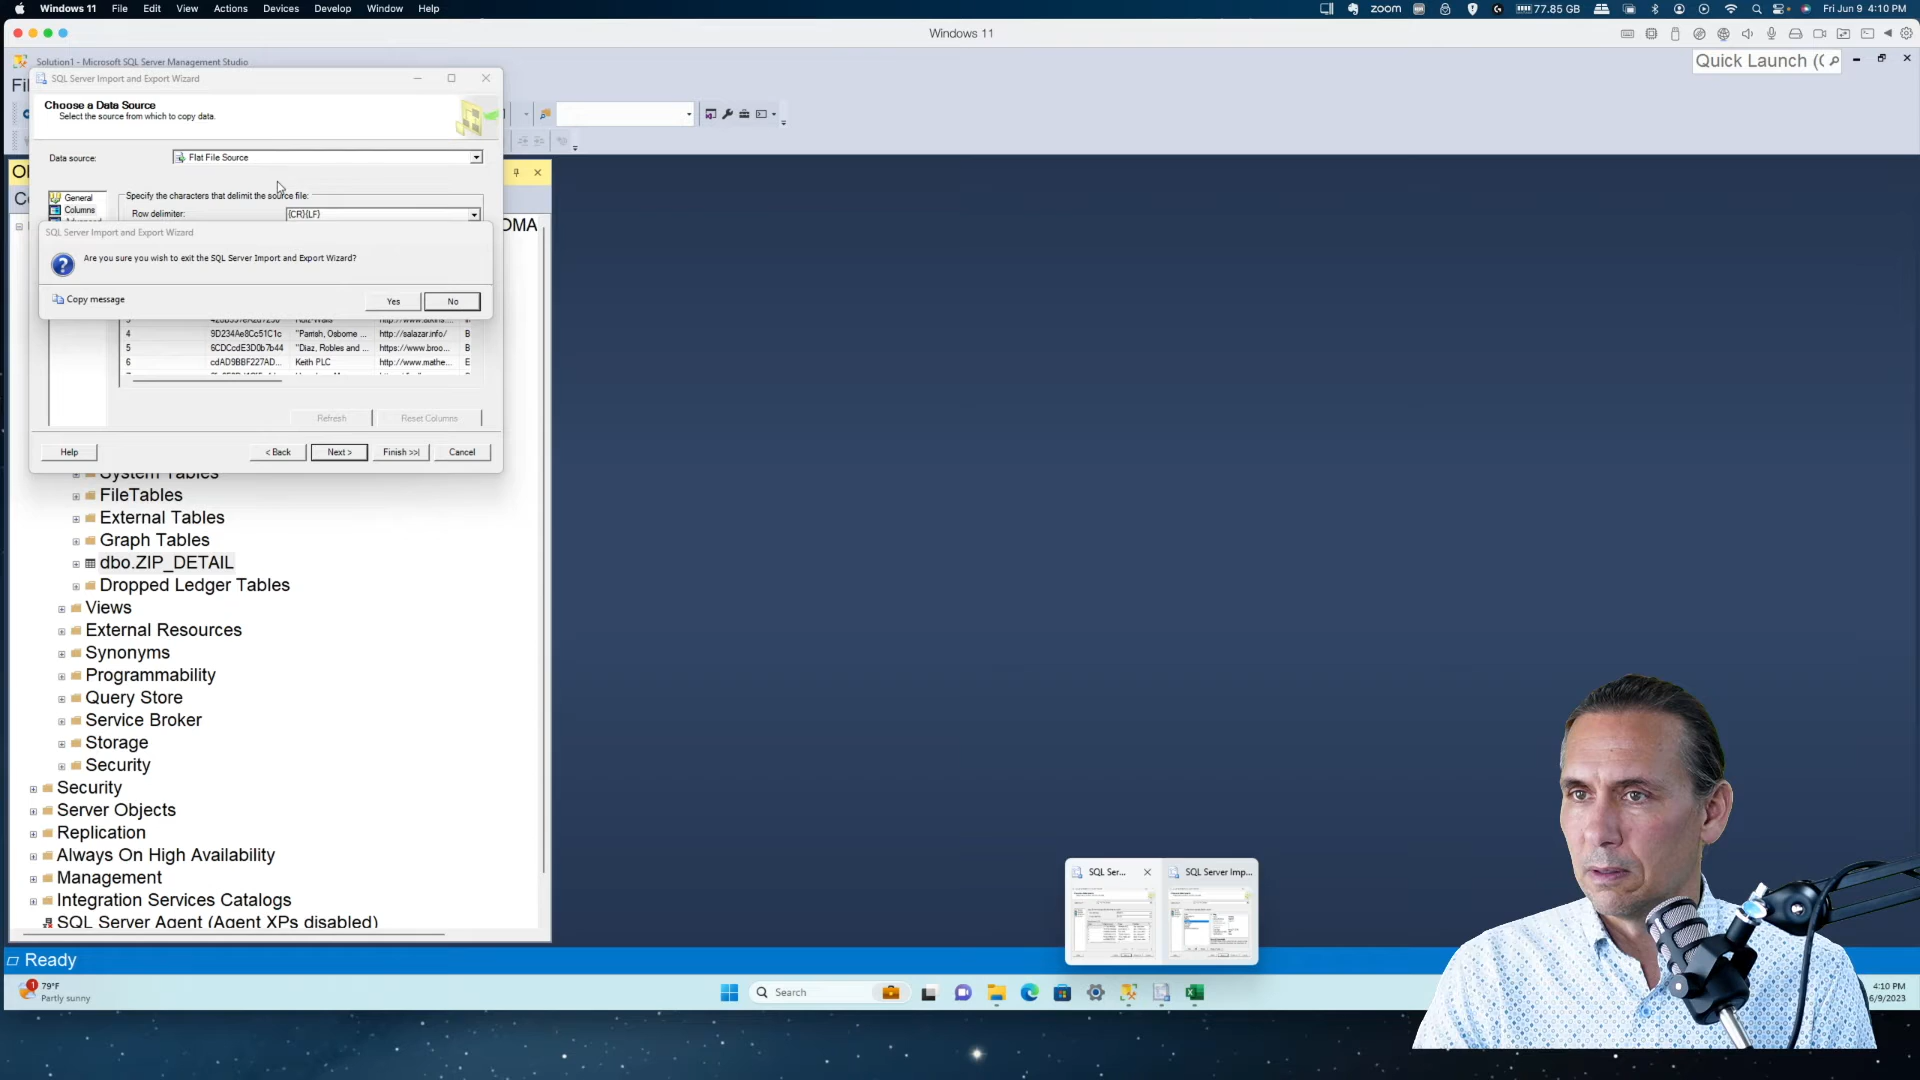 Windows 11 File Edit View Actions Devices Develop Window Help
zoom 77.85 GB Fri Jun 9 4:10 PM
Windows 11
Solution1 - Microsoft SQL Server Management Studio
Quick Launch (
SQL Server Import and Export Wizard
Choose a Data Source
Select the source from which to copy data.
Data source: Flat File Source
General
Columns
Specify the characters that delimit the source file:
Row delimiter: {CR}{LF}
OMA
SQL Server Import and Export Wizard
Are you sure you wish to exit the SQL Server Import and Export Wizard?
Copy message Yes No
4 9D234Ae8Cc51C1c "Parrish, Osborne ... http://salazar.info/ B
5 6CDCcdE3D0b7b44 "Diaz, Robles and ... https://www.broo... B
6 cdAD9BBF227AD... Keith PLC http://www.mathe... E
Refresh Reset Columns
Help < Back Next > Finish >>| Cancel
System Tables
FileTables
External Tables
Graph Tables
dbo.ZIP_DETAIL
Dropped Ledger Tables
Views
External Resources
Synonyms
Programmability
Query Store
Service Broker
Storage
Security
Security
Server Objects
Replication
Always On High Availability
Management
Integration Services Catalogs
SQL Server Agent (Agent XPs disabled)
SQL Ser... SQL Server Imp...
Ready
1 79°F
Partly sunny
Search
4:10 PM
6/9/2023